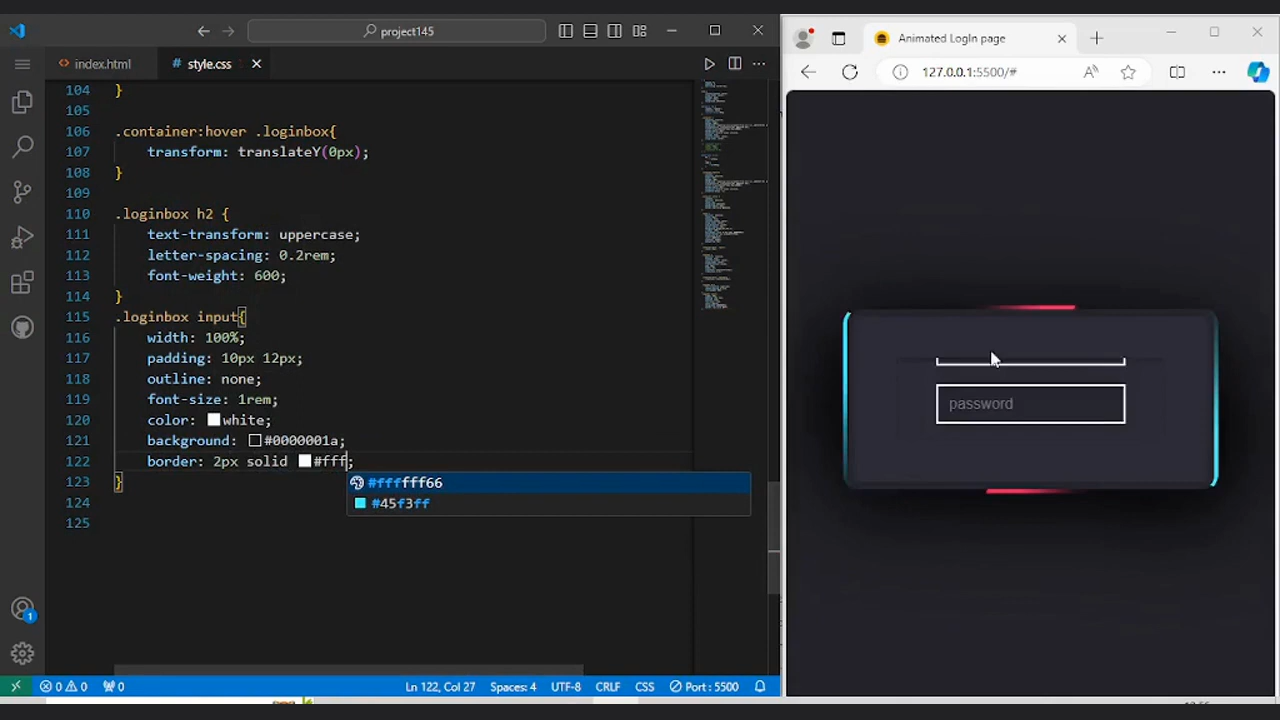 project145
index.html
# style.css
104 }
105
106 .container:hover .loginbox{
107 transform: translateY(0px);
108 }
109
110 .loginbox h2 {
111 text-transform: uppercase;
112 letter-spacing: 0.2rem;
113 font-weight: 600;
114 }
115 .loginbox input{
116 width: 100%;
117 padding: 10px 12px;
118 outline: none;
119 font-size: 1rem;
120 color: white;
121 background: #0000001a;
122 border: 2px solid #fff;
#ffffff66
123 }
#45f3ff
124
125
1
0 0 0
Ln 122, Col 27
Spaces: 4
UTF-8
CRLF
CSS
Port : 5500
Animated LogIn page
127.0.0.1:5500/#
password